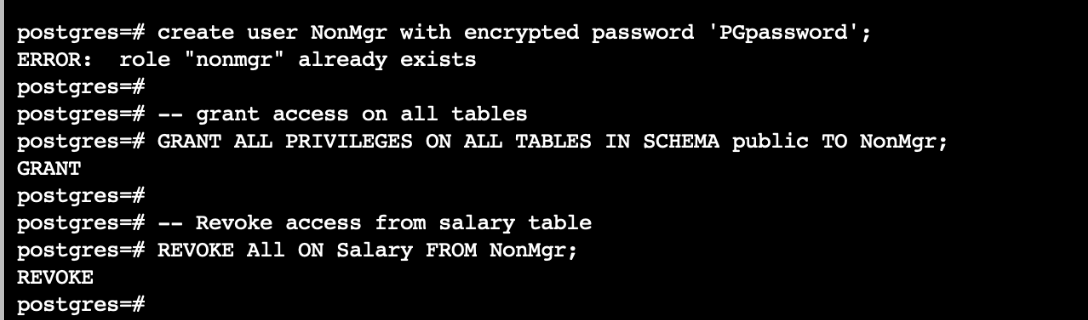 postgres=# create user NonMgr with encrypted password 'PGpassword';
ERROR:  role "nonmgr" already exists
postgres=#
postgres=# -- grant access on all tables
postgres=# GRANT ALL PRIVILEGES ON ALL TABLES IN SCHEMA public TO NonMgr;
GRANT
postgres=#
postgres=# -- Revoke access from salary table
postgres=# REVOKE All ON Salary FROM NonMgr;
REVOKE
postgres=#